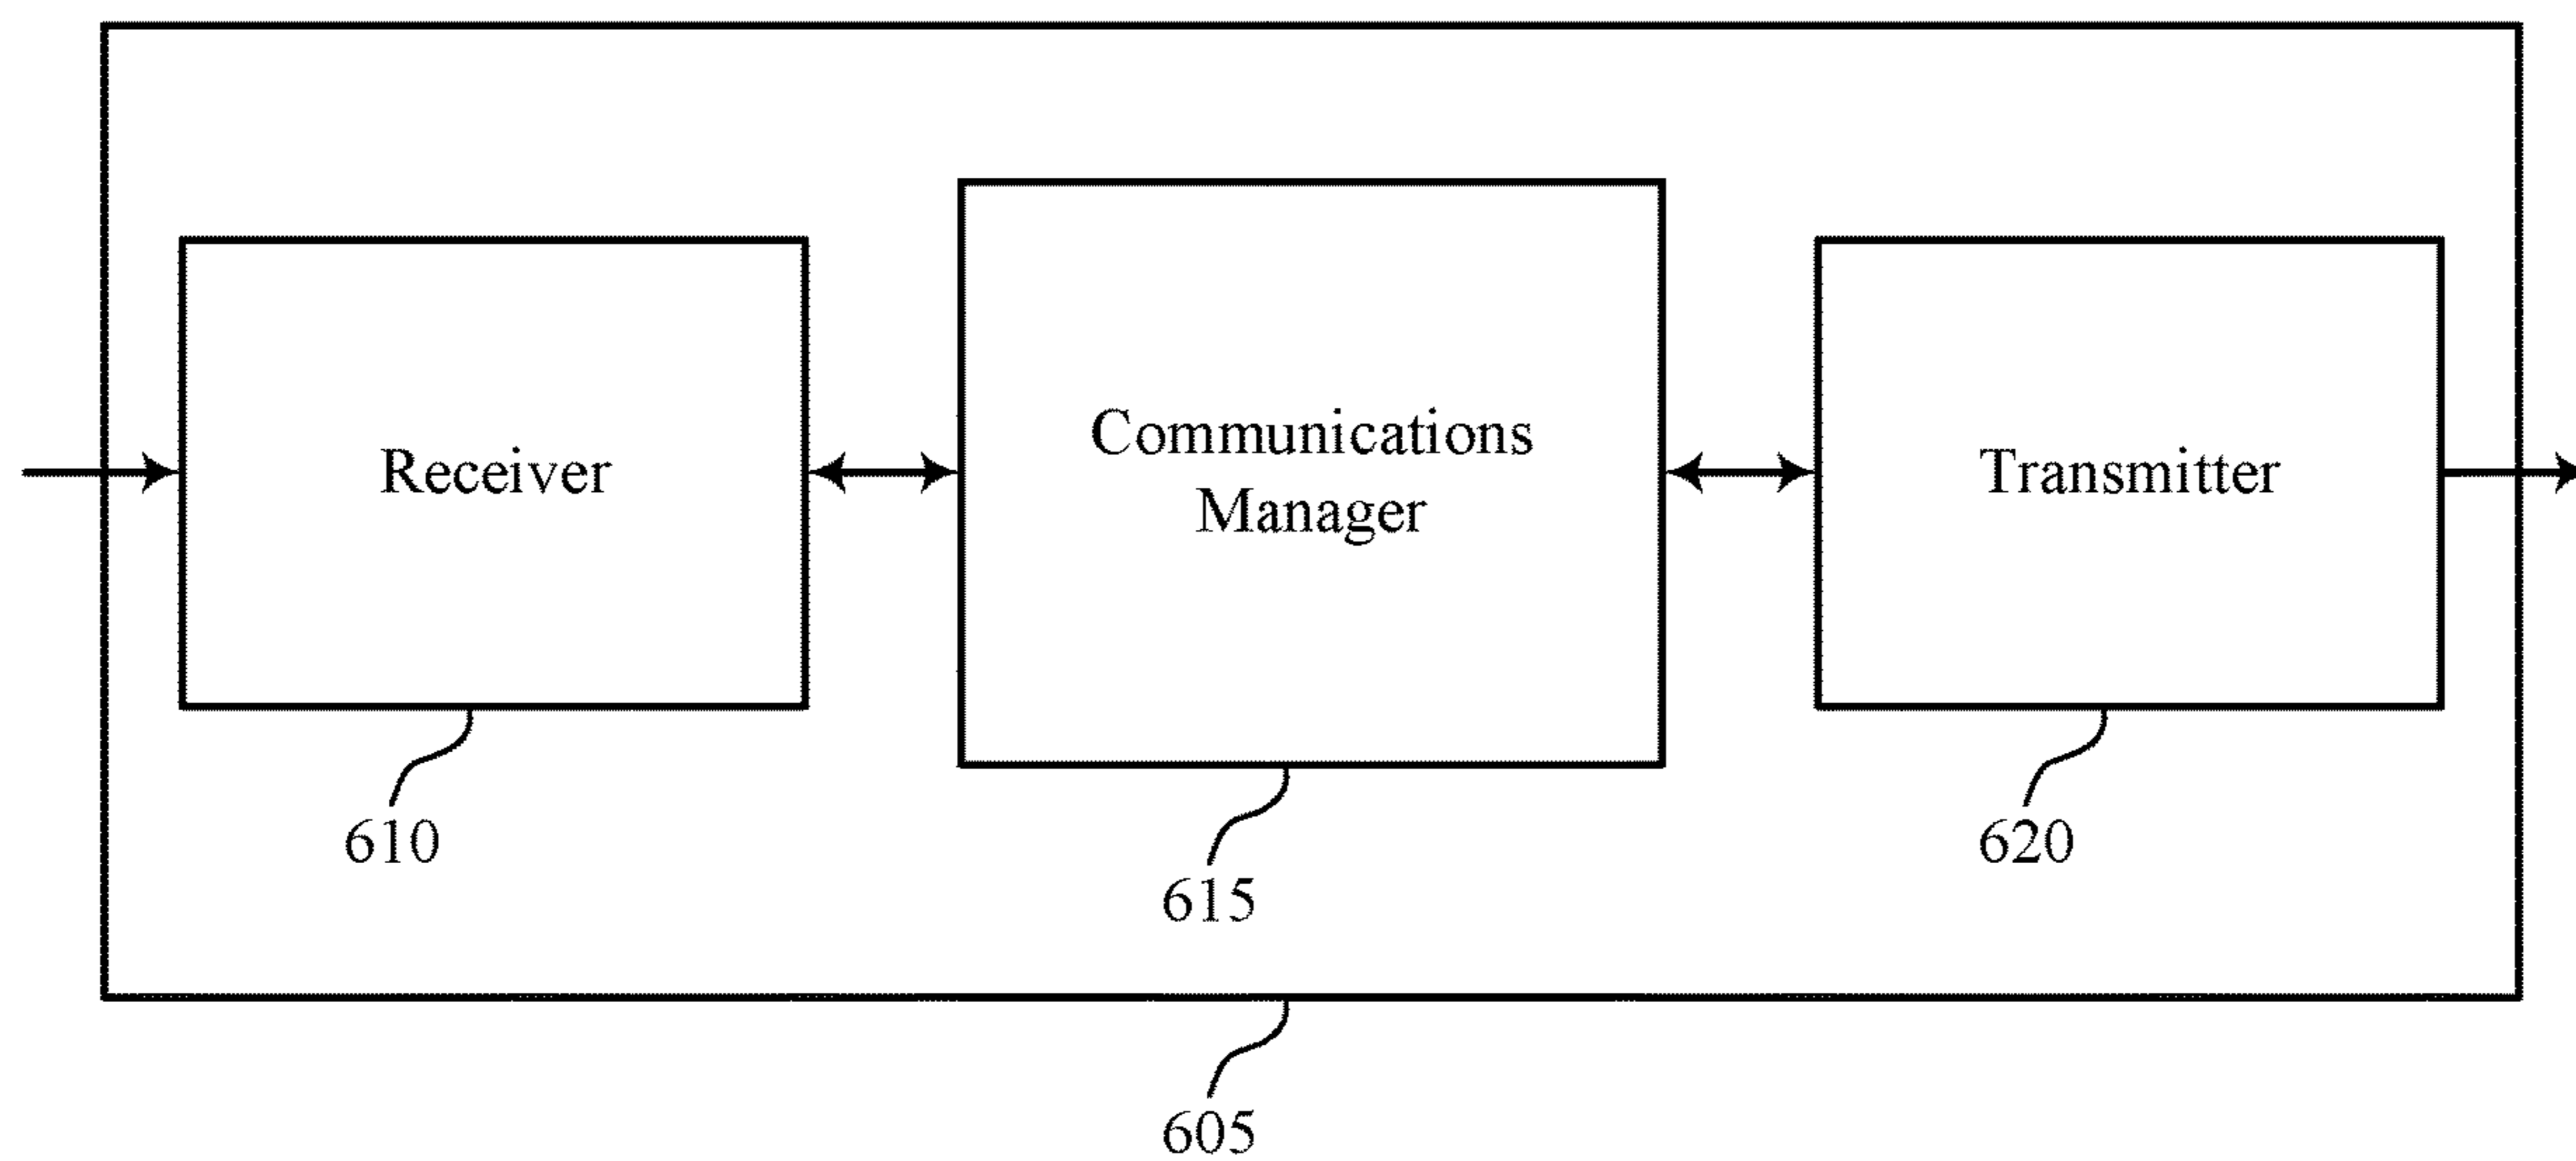 Receiver
Communications
Manager
Transmitter
610
615
620
605